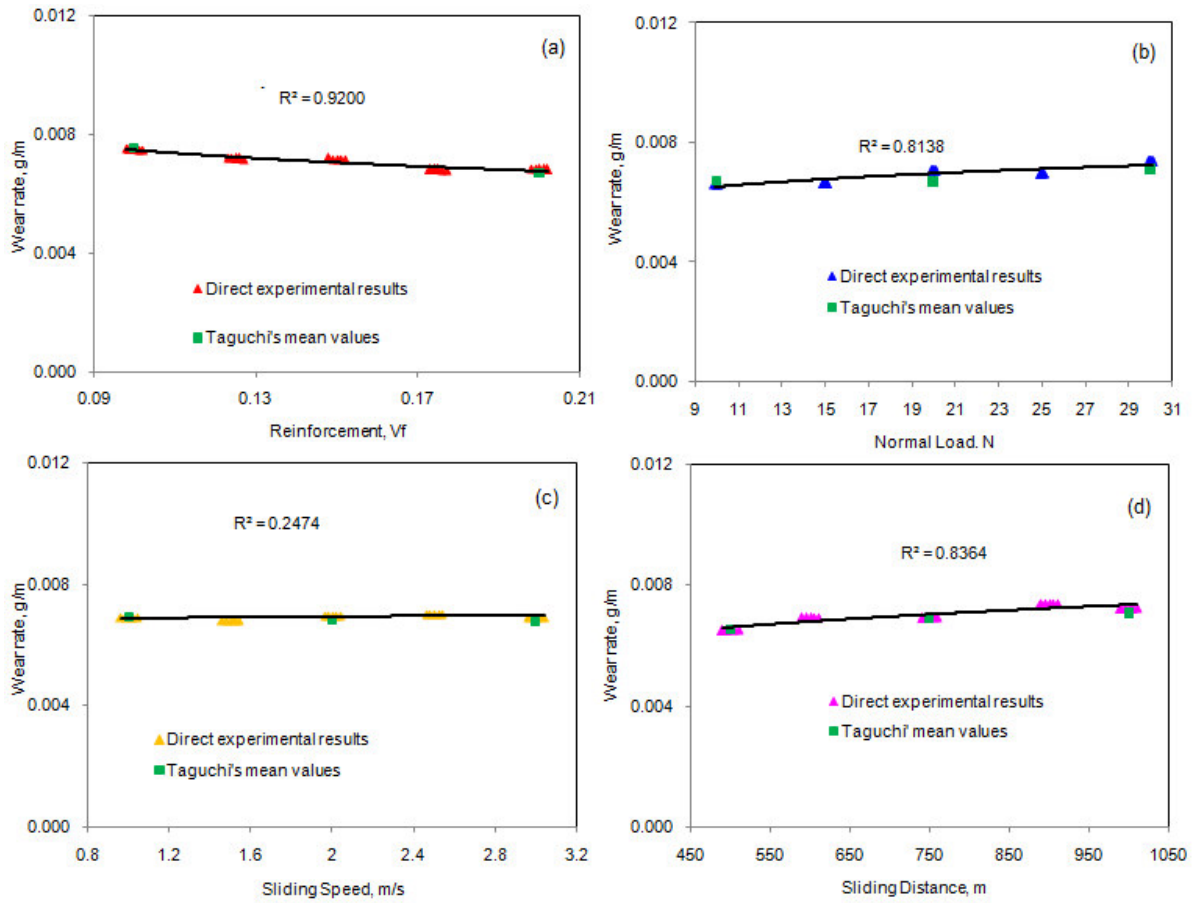 0.012
(a)
R² = 0.9200
0.008
Wear rate, g/m
0.004
Direct experimental results
Taguchi's mean values
0.000
0.09 0.13 0.17 0.21
Reinforcement, Vf
0.012
(b)
R² = 0.8138
0.008
Wear rate, g/m
0.004
Direct experimental results
Taguchi's mean values
0.000
9 11 13 15 17 19 21 23 25 27 29 31
Normal Load. N
0.012
(c)
R² = 0.2474
0.008
Wear rate, g/m
0.004
Direct experimental results
Taguchi's mean values
0.000
0.8 1.2 1.6 2 2.4 2.8 3.2
Sliding Speed, m/s
0.012
(d)
R² = 0.8364
0.008
Wear rate, g/m
0.004
Direct experimental results
Taguchi' mean values
0.000
450 550 650 750 850 950 1050
Sliding Distance, m